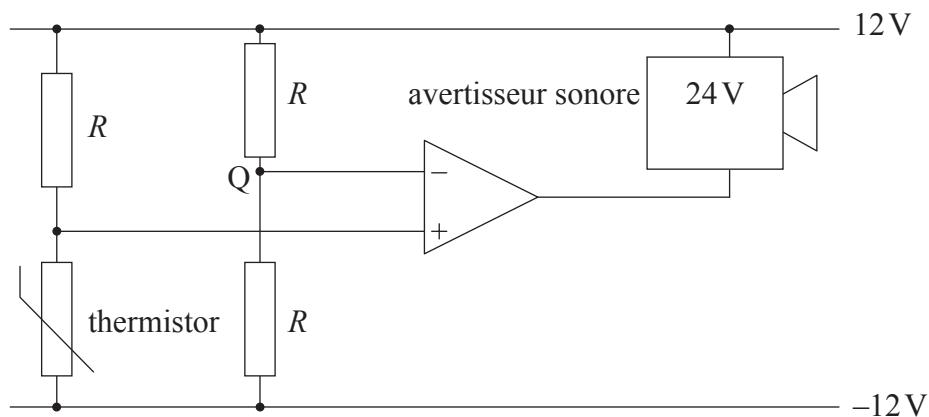 12 V
R
R
avertisseur sonore
24 V
Q
−
+
thermistor
R
−12 V